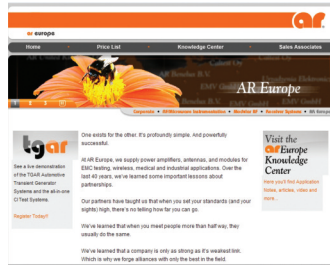 ar
ar europe
Home
Price List
Knowledge Center
Sales Associates
AR Europe
1 2 3
tgar
See a live demonstration
of the TGAR Automotive
Transient Generator
Systems and the all-in-one
CI Test Systems.
Register Today!!
One exists for the other. It's profoundly simple. And powerfully
successful.
At AR Europe, we supply power amplifiers, antennas, and modules for
EMC testing, wireless, medical and industrial applications. Over the
last 40 years, we've learned some important lessons about
partnerships.
Our partners have taught us that when you set your standards (and your
sights) high, there's no telling how far you can go.
We've learned that when you meet people more than half way, they
usually do the same.
We've learned that a company is only as strong as it's weakest link.
Which is why we forge alliances with only the best in the field.
Visit the
ar Europe
Knowledge
Center
Here you'll find Application
Notes, articles, video and
more...